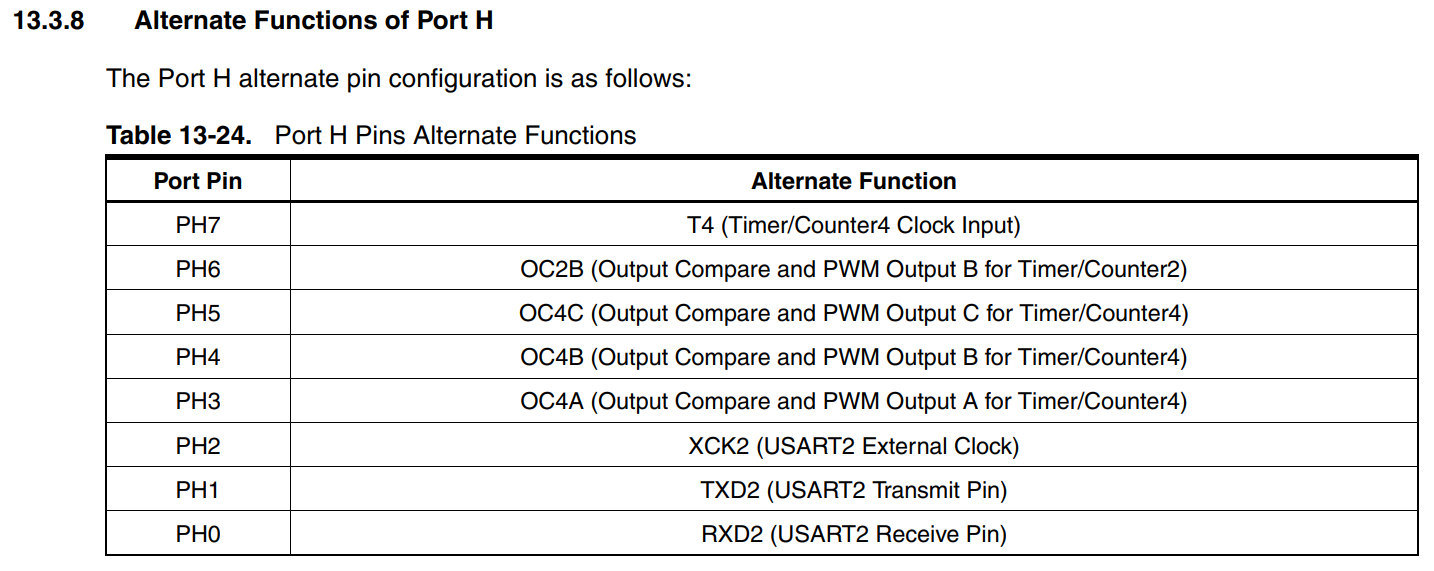 13.3.8 Alternate Functions of Port H
The Port H alternate pin configuration is as follows:
Table 13-24. Port H Pins Alternate Functions
Port Pin Alternate Function
PH7 T4 (Timer/Counter4 Clock Input)
PH6 OC2B (Output Compare and PWM Output B for Timer/Counter2)
PH5 OC4C (Output Compare and PWM Output C for Timer/Counter4)
PH4 OC4B (Output Compare and PWM Output B for Timer/Counter4)
PH3 OC4A (Output Compare and PWM Output A for Timer/Counter4)
PH2 XCK2 (USART2 External Clock)
PH1 TXD2 (USART2 Transmit Pin)
PH0 RXD2 (USART2 Receive Pin)